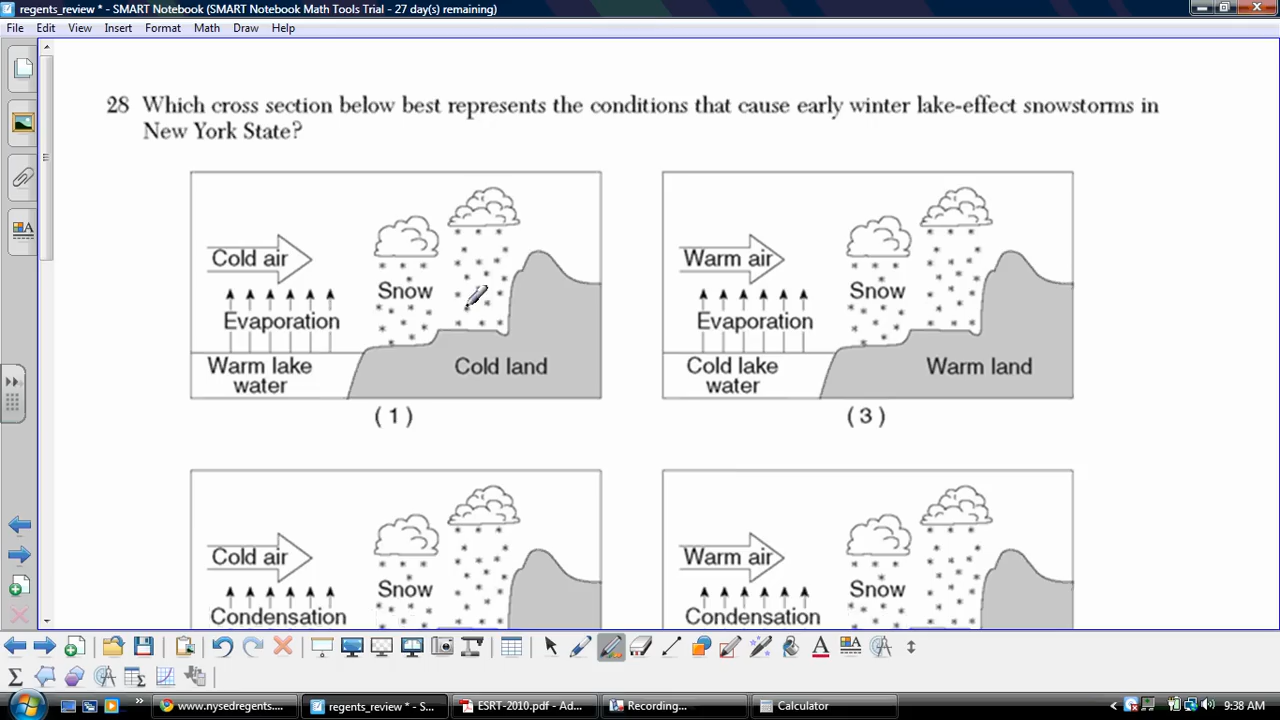 regents_review * - SMART Notebook (SMART Notebook Math Tools Trial - 27 day(s) remaining)
File Edit View Insert Format Math Draw Help
28 Which cross section below best represents the conditions that cause early winter lake-effect snowstorms in
New York State?
Cold air
Snow
Evaporation
Warm lake
water
Cold land
( 1 )
Warm air
Snow
Evaporation
Cold lake
water
Warm land
( 3 )
Cold air
Snow
Condensation
Warm air
Snow
Condensation
www.nysedregents.... regents_review * - S... ESRT-2010.pdf - Ad... Recording... Calculator 9:38 AM